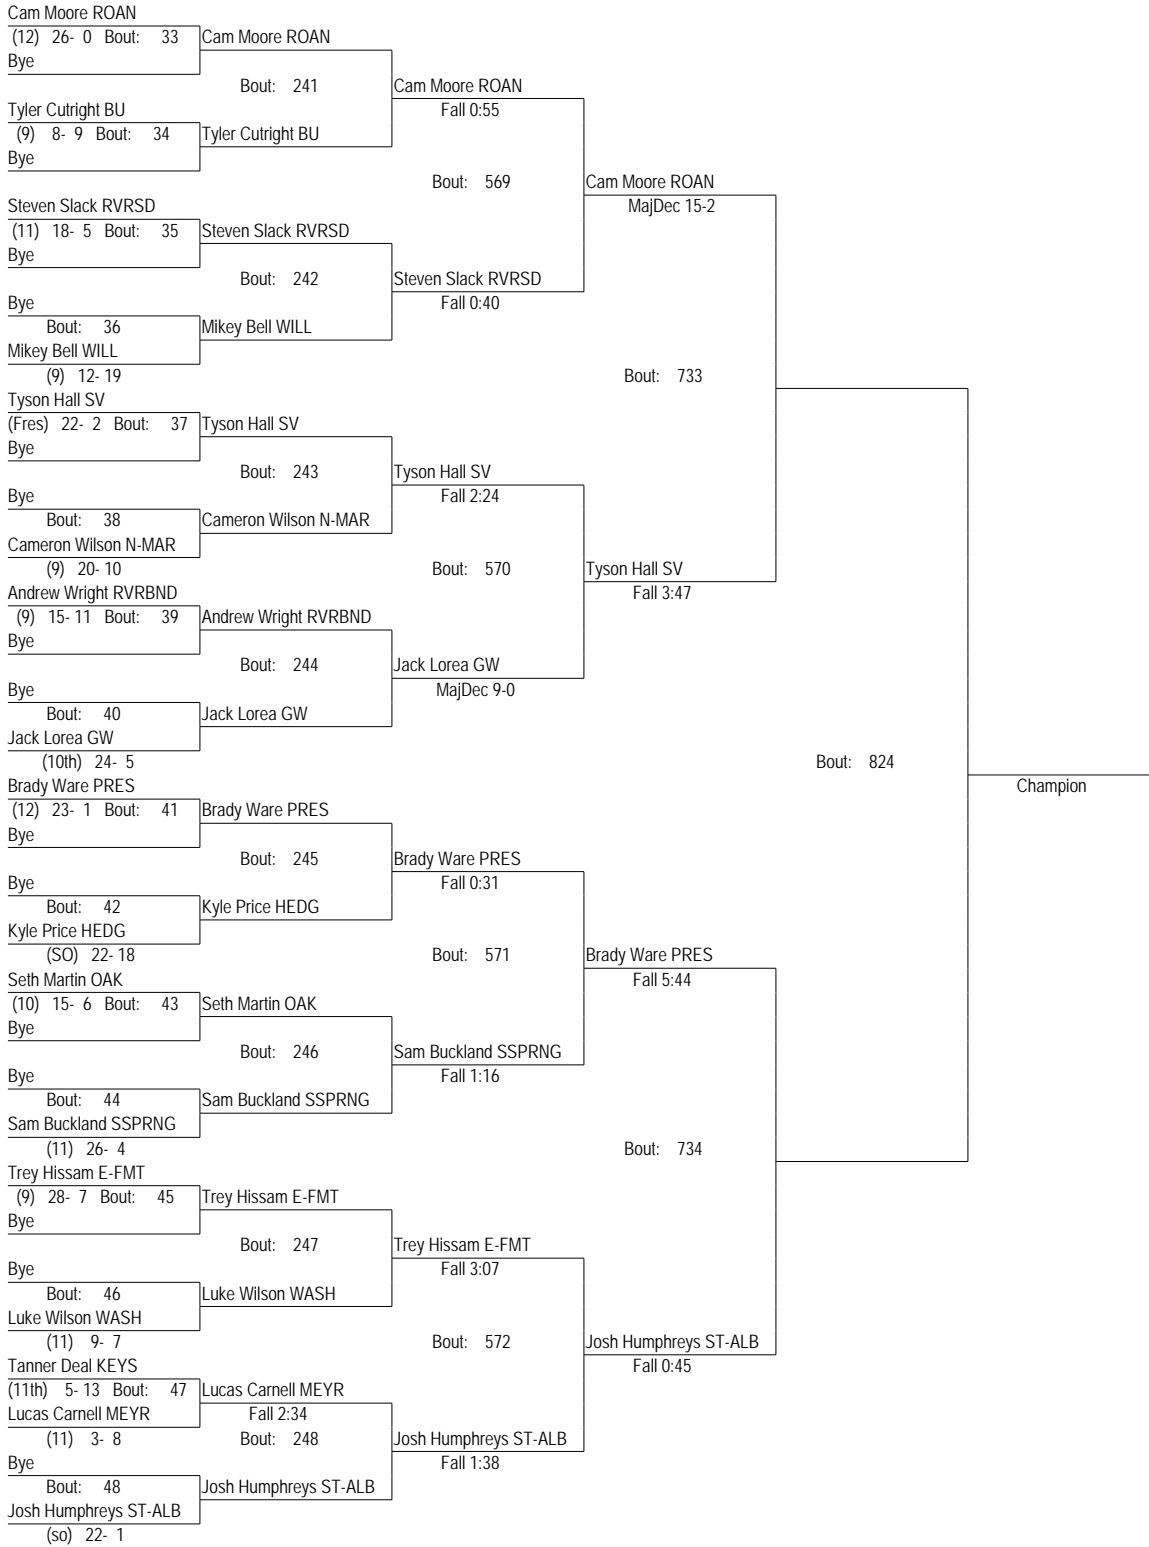 Cam Moore ROAN
(12) 26- 0 Bout: 33 Cam Moore ROAN
Bye
Bout: 241 Cam Moore ROAN
Tyler Cutright BU Fall 0:55
(9) 8- 9 Bout: 34 Tyler Cutright BU
Bye
Bout: 569 Cam Moore ROAN
Steven Slack RVRSD MajDec 15-2
(11) 18- 5 Bout: 35 Steven Slack RVRSD
Bye
Bout: 242 Steven Slack RVRSD
Bye Fall 0:40
Bout: 36 Mikey Bell WILL
Mikey Bell WILL
(9) 12- 19 Bout: 733
Tyson Hall SV
(Fres) 22- 2 Bout: 37 Tyson Hall SV
Bye
Bout: 243 Tyson Hall SV
Bye Fall 2:24
Bout: 38 Cameron Wilson N-MAR
Cameron Wilson N-MAR
(9) 20- 10 Bout: 570 Tyson Hall SV
Andrew Wright RVRBND Fall 3:47
(9) 15- 11 Bout: 39 Andrew Wright RVRBND
Bye
Bout: 244 Jack Lorea GW
Bye MajDec 9-0
Bout: 40 Jack Lorea GW
Jack Lorea GW
(10th) 24- 5 Bout: 824
Brady Ware PRES Champion
(12) 23- 1 Bout: 41 Brady Ware PRES
Bye
Bout: 245 Brady Ware PRES
Bye Fall 0:31
Bout: 42 Kyle Price HEDG
Kyle Price HEDG
(SO) 22- 18 Bout: 571 Brady Ware PRES
Seth Martin OAK Fall 5:44
(10) 15- 6 Bout: 43 Seth Martin OAK
Bye
Bout: 246 Sam Buckland SSPRNG
Bye Fall 1:16
Bout: 44 Sam Buckland SSPRNG
Sam Buckland SSPRNG
(11) 26- 4 Bout: 734
Trey Hissam E-FMT
(9) 28- 7 Bout: 45 Trey Hissam E-FMT
Bye
Bout: 247 Trey Hissam E-FMT
Bye Fall 3:07
Bout: 46 Luke Wilson WASH
Luke Wilson WASH
(11) 9- 7 Bout: 572 Josh Humphreys ST-ALB
Tanner Deal KEYS Fall 0:45
(11th) 5- 13 Bout: 47 Lucas Carnell MEYR
Lucas Carnell MEYR Fall 2:34
(11) 3- 8 Bout: 248 Josh Humphreys ST-ALB
Bye Fall 1:38
Bout: 48 Josh Humphreys ST-ALB
Josh Humphreys ST-ALB
(so) 22- 1